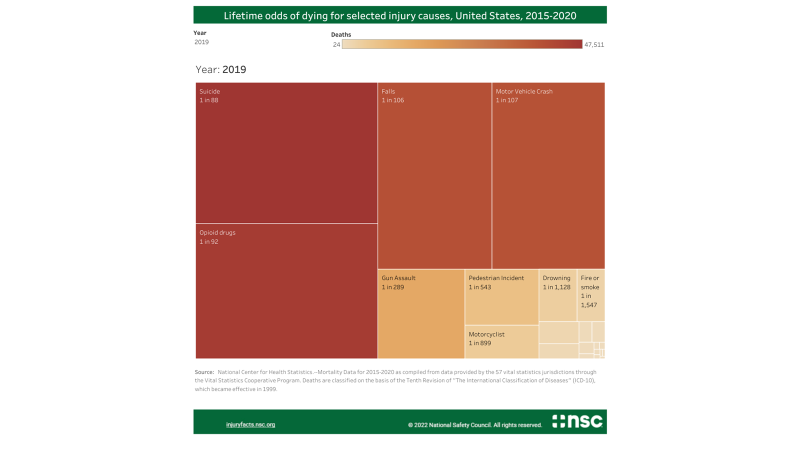 Lifetime odds of dying for selected injury causes, United States, 2015-2020
Year
2019
Deaths
24
47,511
Year: 2019
Suicide
1 in 88
Opioid drugs
1 in 92
Falls
1 in 106
Motor Vehicle Crash
1 in 107
Gun Assault
1 in 289
Pedestrian Incident
1 in 543
Motorcyclist
1 in 899
Drowning
1 in 1,128
Fire or
smoke
1 in
1,547
Source: National Center for Health Statistics.--Mortality Data for 2015-2020 as compiled from data provided by the 57 vital statistics jurisdictions through
the Vital Statistics Cooperative Program. Deaths are classified on the basis of the Tenth Revision of "The International Classification of Diseases" (ICD-10),
which became effective in 1999.
injuryfacts.nsc.org
© 2022 National Safety Council. All rights reserved.
nsc